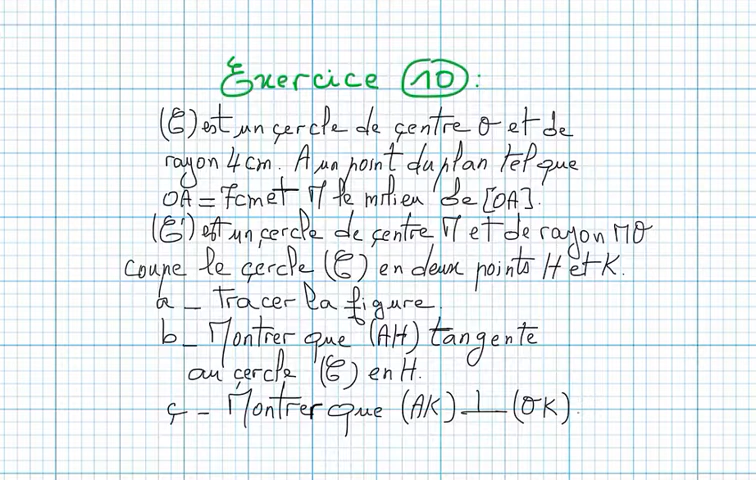 Exercice 10 :
(C) est un cercle de centre O et de
rayon 4 cm. A un point du plan tel que
OA = 7cm et M le milieu de [OA].
(C') est un cercle de centre M et de rayon MO
coupe le cercle (C) en deux points H et K.
a - Tracer la figure.
b - Montrer que (AH) tangente
au cercle (C) en H.
c - Montrer que (AK) ⊥ (OK).